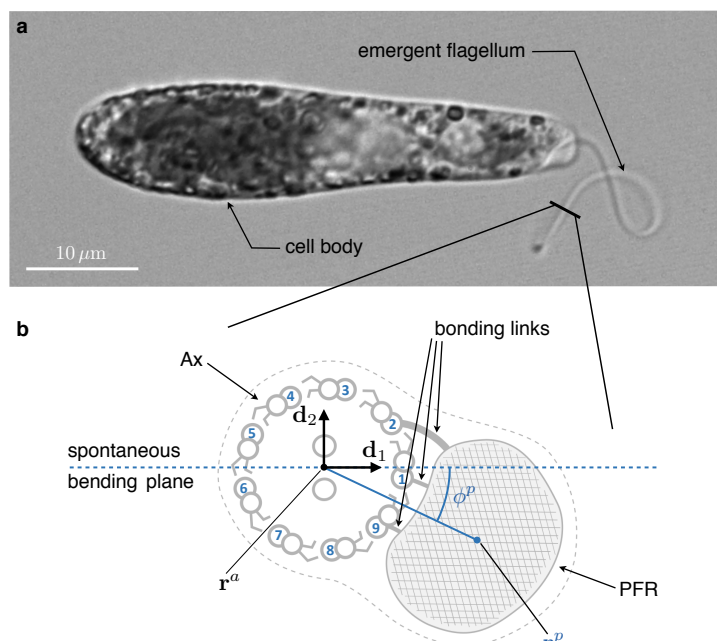 a
emergent flagellum
cell body
10 μm
b
bonding links
Ax
3
4
d₂
2
5
spontaneous
d₁
bending plane
1
6
ϕᵖ
9
7
8
rᵃ
PFR
rᵖ